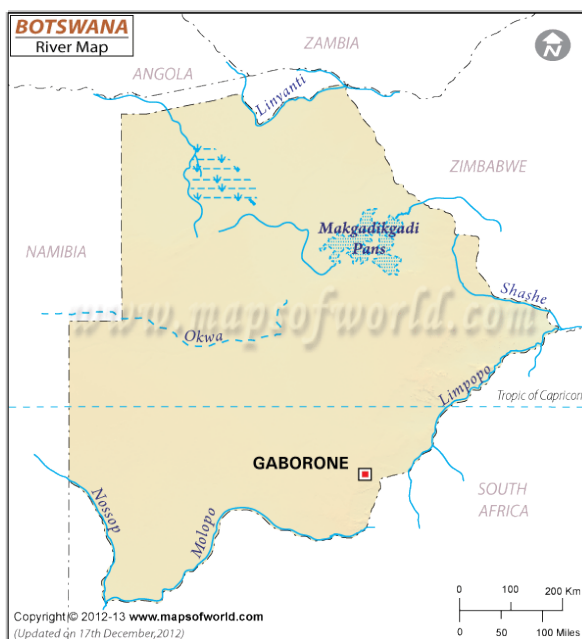 BOTSWANA
River Map
ZAMBIA
N
ANGOLA
Linyanti
ZIMBABWE
Makgadikgadi
Pans
NAMIBIA
Shashe
www.mapsofworld.com
Okwa
Limpopo
Tropic of Capricon
GABORONE
SOUTH
AFRICA
Nossop
Molopo
0 100 200 Km
0 50 100 Miles
Copyright © 2012-13 www.mapsofworld.com
(Updated on 17th December,2012)